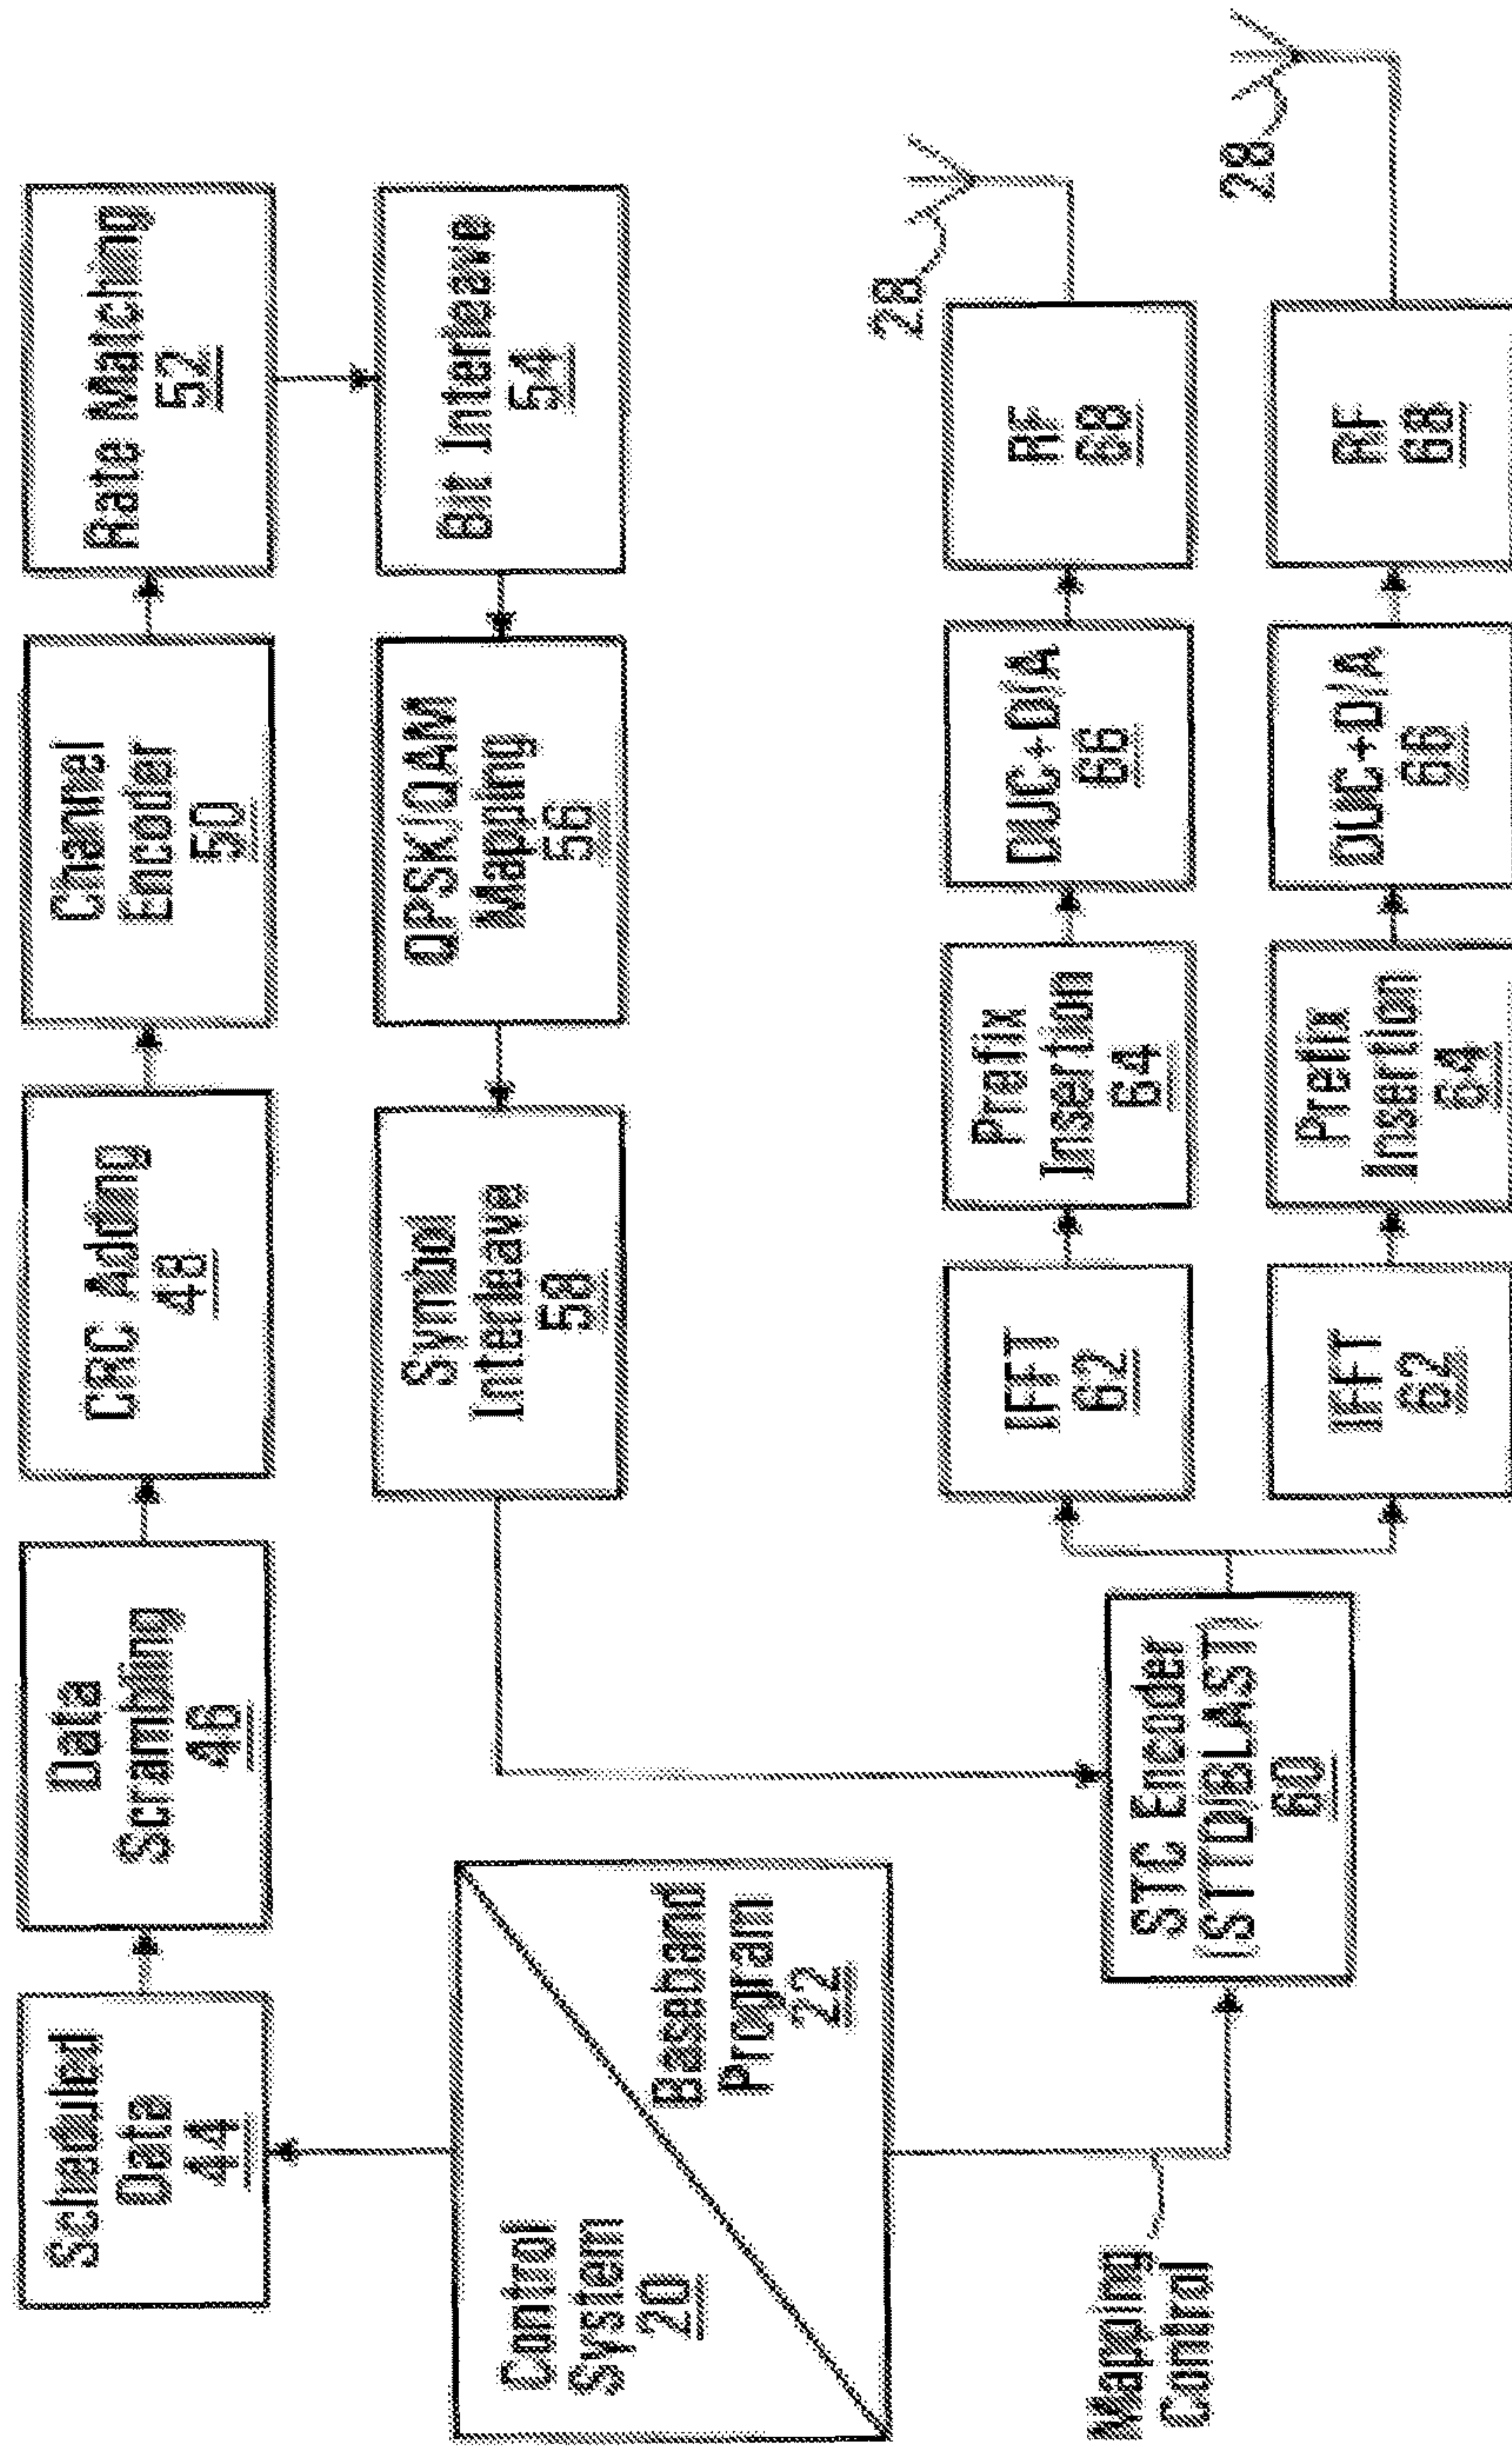 Scheduled
Data
44
Data
Scrambling
46
CRC Adding
48
Channel
Encoder
50
Rate Matching
52
Control
System
20
Baseband
Program
22
Symbol
Interleave
58
QPSK/QAM
Mapping
56
Bit Interleave
54
Mapping
Control
STC Encoder
(STTD/BLAST)
60
IFFT
62
Prefix
Insertion
64
DUC+D/A
66
RF
68
28
IFFT
62
Prefix
Insertion
64
DUC+D/A
66
RF
68
28